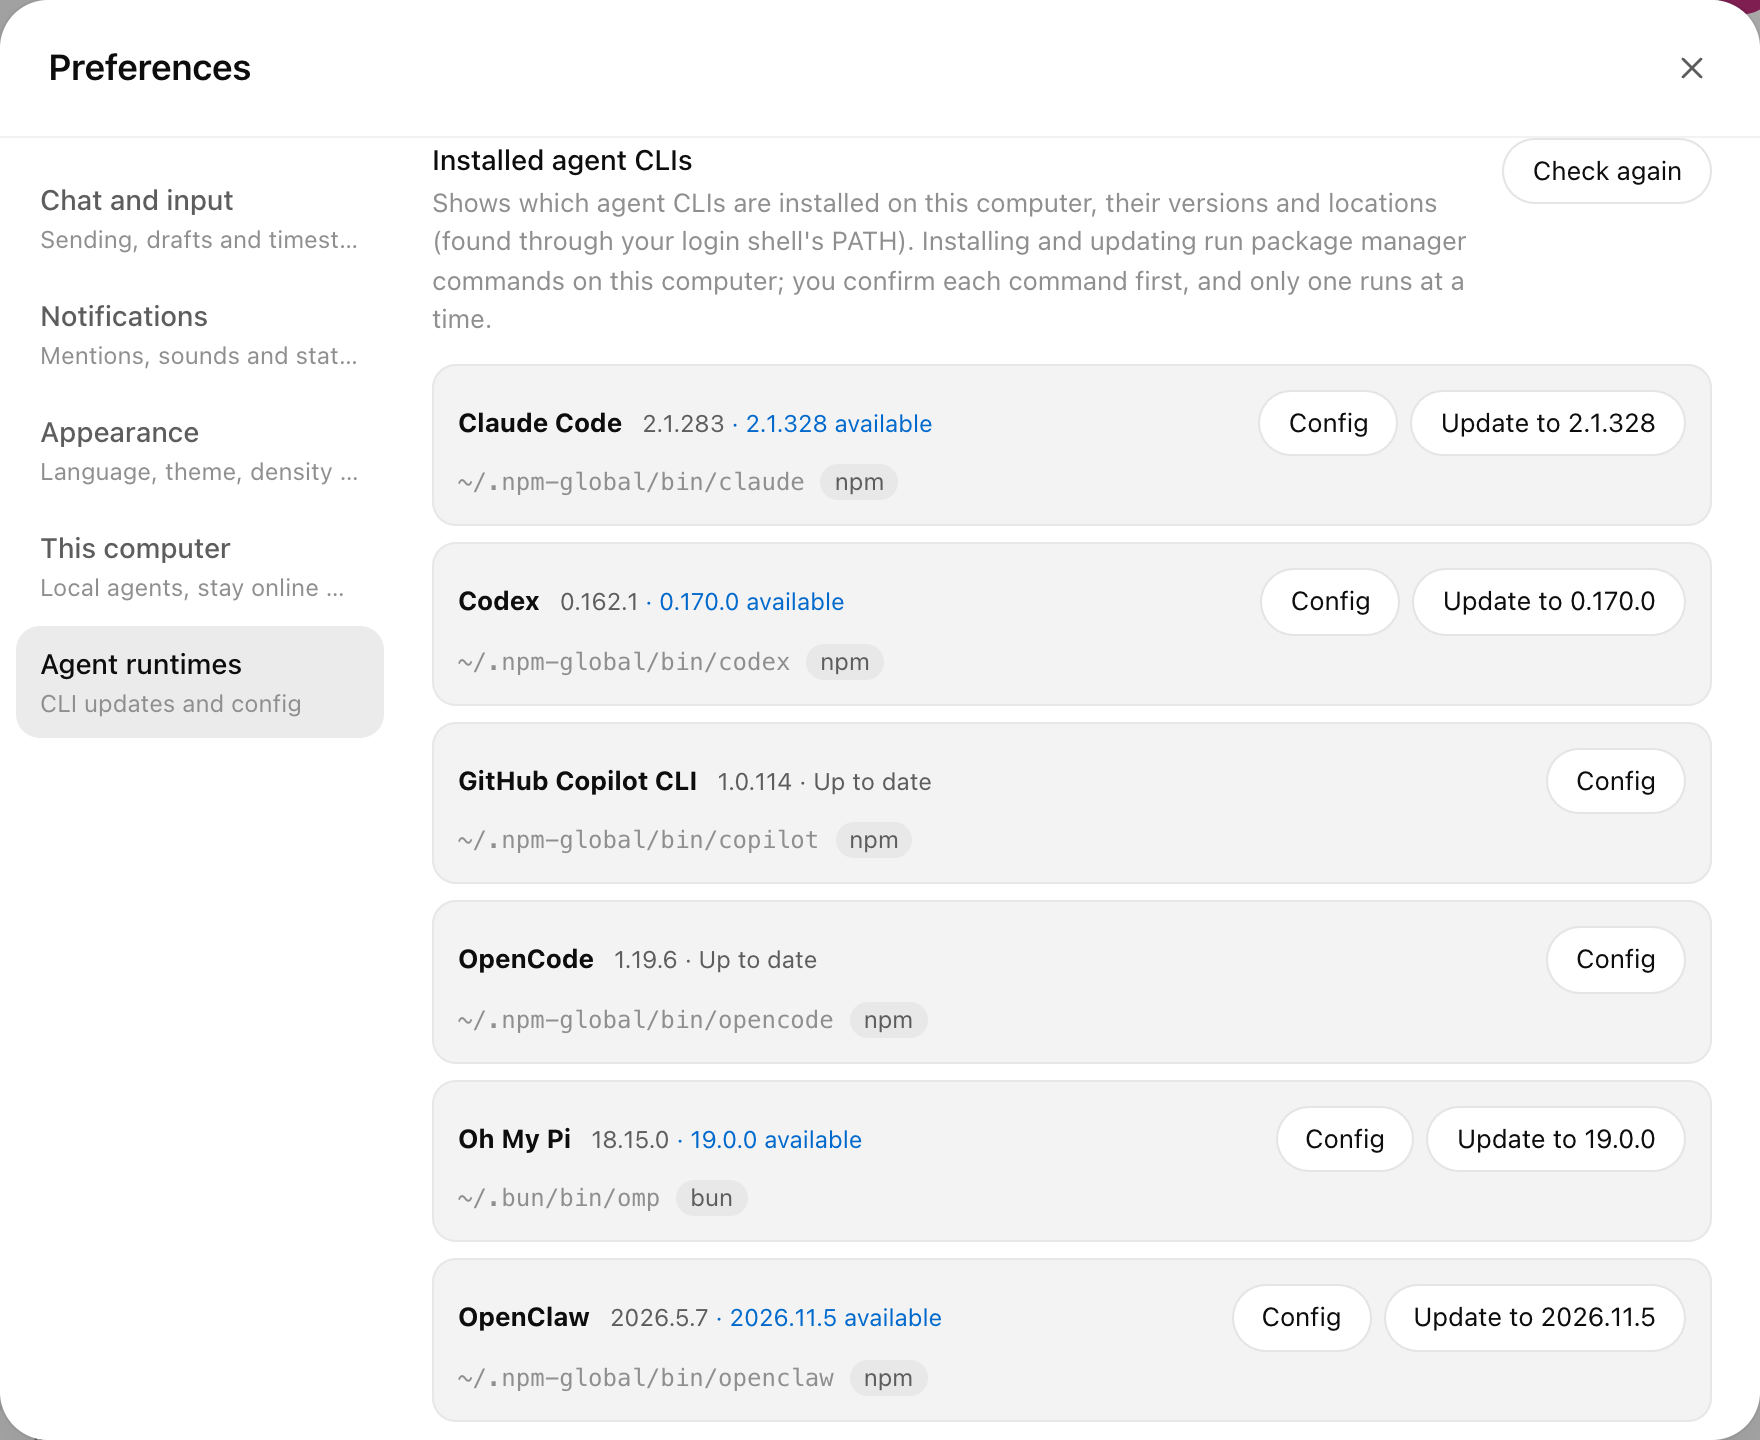 Preferences
Chat and input
Sending, drafts and timest...
Notifications
Mentions, sounds and stat...
Appearance
Language, theme, density ...
This computer
Local agents, stay online ...
Agent runtimes
CLI updates and config
Installed agent CLIs
Check again
Shows which agent CLIs are installed on this computer, their versions and locations
(found through your login shell's PATH). Installing and updating run package manager
commands on this computer; you confirm each command first, and only one runs at a
time.
Claude Code 2.1.283 · 2.1.328 available Config Update to 2.1.328
~/.npm-global/bin/claude npm
Codex 0.162.1 · 0.170.0 available Config Update to 0.170.0
~/.npm-global/bin/codex npm
GitHub Copilot CLI 1.0.114 · Up to date Config
~/.npm-global/bin/copilot npm
OpenCode 1.19.6 · Up to date Config
~/.npm-global/bin/opencode npm
Oh My Pi 18.15.0 · 19.0.0 available Config Update to 19.0.0
~/.bun/bin/omp bun
OpenClaw 2026.5.7 · 2026.11.5 available Config Update to 2026.11.5
~/.npm-global/bin/openclaw npm